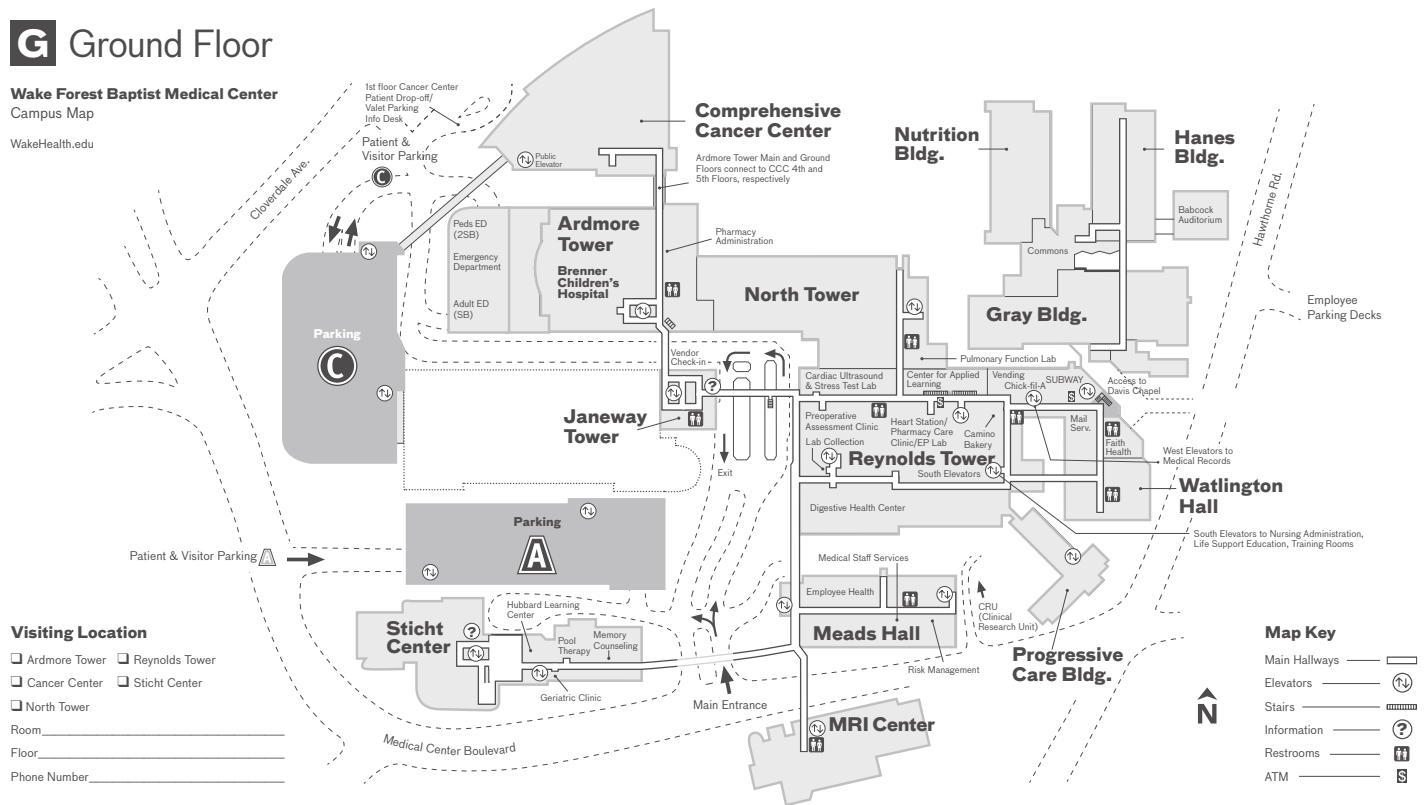 G Ground Floor
Wake Forest Baptist Medical Center
Campus Map
WakeHealth.edu
1st floor Cancer Center
Patient Drop-off/
Valet Parking
Info Desk
Patient &
Visitor Parking
C
Cloverdale Ave.
Public
Elevator
Comprehensive
Cancer Center
Ardmore Tower Main and Ground
Floors connect to CCC 4th and
5th Floors, respectively
Nutrition
Bldg.
Hanes
Bldg.
Babcock
Auditorium
Hawthorne Rd.
Commons
Gray Bldg.
Employee
Parking Decks
Peds ED
(2SB)
Emergency
Department
Adult ED
(SB)
Ardmore
Tower
Brenner
Children's
Hospital
Pharmacy
Administration
North Tower
Parking
C
Vendor
Check-in
?
Janeway
Tower
Exit
Pulmonary Function Lab
Cardiac Ultrasound
& Stress Test Lab
Center for Applied
Learning
Vending
Chick-fil-A
SUBWAY
$
Access to
Davis Chapel
Preoperative
Assessment Clinic
Heart Station/
Pharmacy Care
Clinic/EP Lab
$
Camino
Bakery
Mail
Serv.
Faith
Health
Lab Collection
Reynolds Tower
South Elevators
West Elevators to
Medical Records
Watlington
Hall
Digestive Health Center
South Elevators to Nursing Administration,
Life Support Education, Training Rooms
Parking
A
Patient & Visitor Parking A
Medical Staff Services
Employee Health
Meads Hall
Risk Management
CRU
(Clinical
Research Unit)
Progressive
Care Bldg.
Hubbard Learning
Center
Sticht
Center
?
Pool
Therapy
Memory
Counseling
Geriatric Clinic
Main Entrance
MRI Center
Medical Center Boulevard
Visiting Location
❑ Ardmore Tower ❑ Reynolds Tower
❑ Cancer Center ❑ Sticht Center
❑ North Tower
Room
Floor
Phone Number
N
Map Key
Main Hallways
Elevators
Stairs
Information ?
Restrooms
ATM $